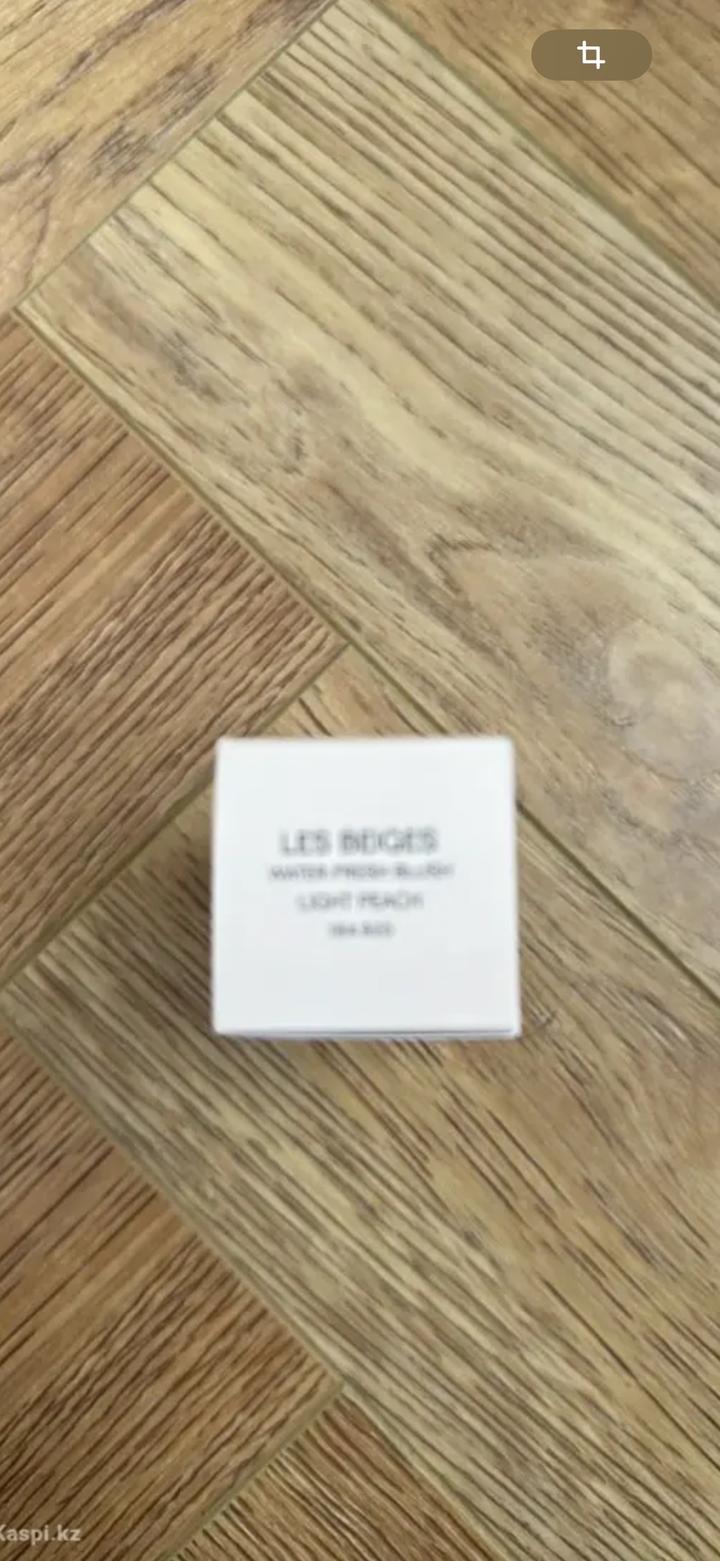 LES BEIGES
WATER-FRESH BLUSH
LIGHT PEACH
Kaspi.kz